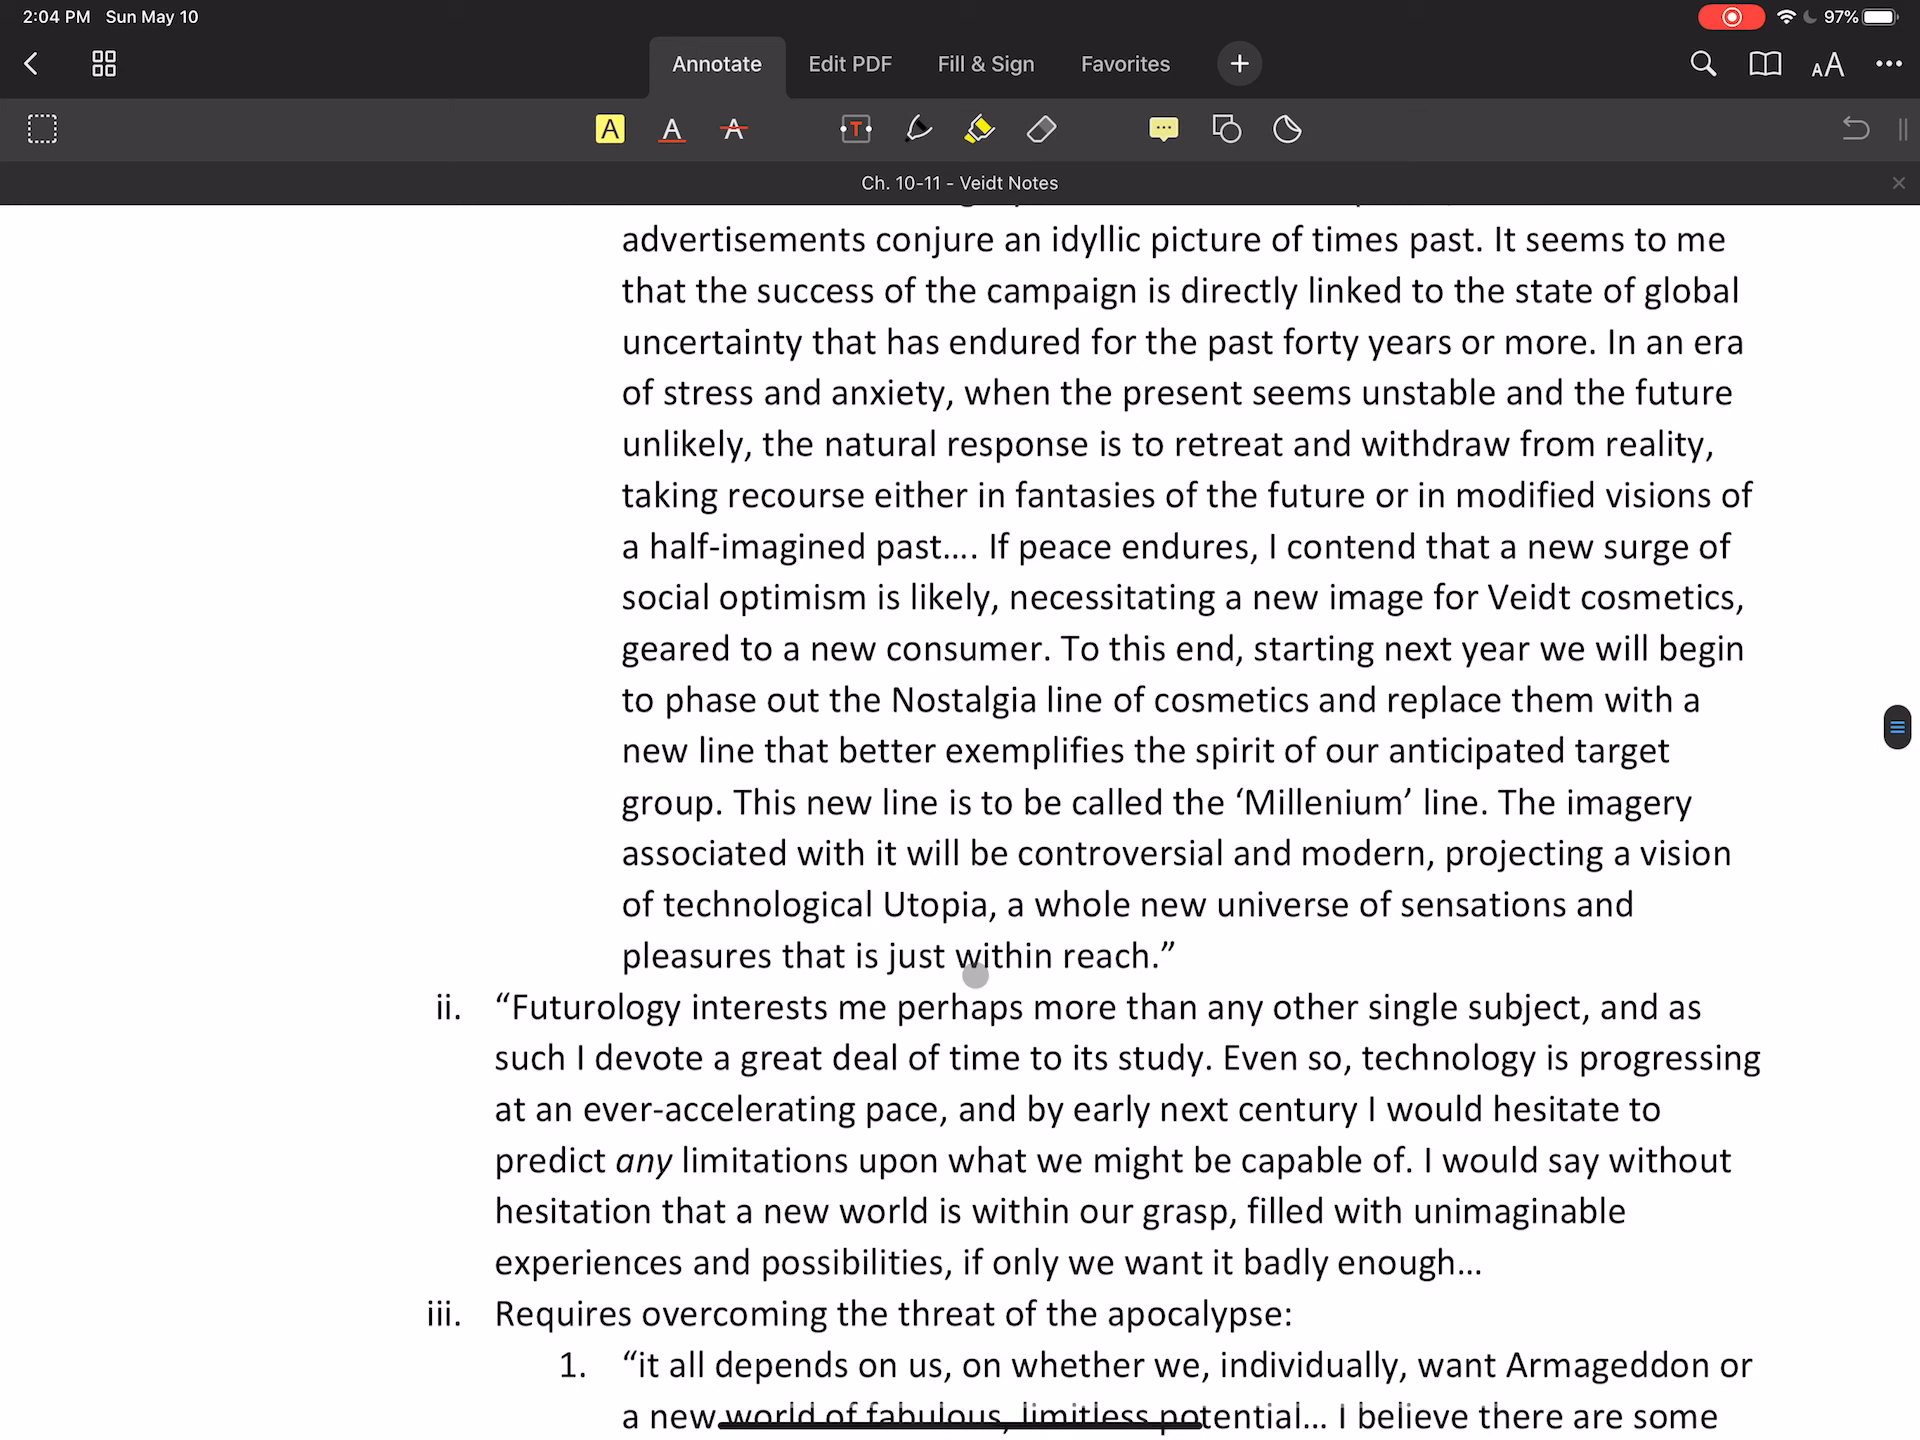 2:04 PM Sun May 10
97%
Annotate Edit PDF Fill & Sign Favorites
AA
A A A T
Ch. 10-11 - Veidt Notes
advertisements conjure an idyllic picture of times past. It seems to me
that the success of the campaign is directly linked to the state of global
uncertainty that has endured for the past forty years or more. In an era
of stress and anxiety, when the present seems unstable and the future
unlikely, the natural response is to retreat and withdraw from reality,
taking recourse either in fantasies of the future or in modified visions of
a half-imagined past.... If peace endures, I contend that a new surge of
social optimism is likely, necessitating a new image for Veidt cosmetics,
geared to a new consumer. To this end, starting next year we will begin
to phase out the Nostalgia line of cosmetics and replace them with a
new line that better exemplifies the spirit of our anticipated target
group. This new line is to be called the ‘Millenium’ line. The imagery
associated with it will be controversial and modern, projecting a vision
of technological Utopia, a whole new universe of sensations and
pleasures that is just within reach.”
ii. “Futurology interests me perhaps more than any other single subject, and as
such I devote a great deal of time to its study. Even so, technology is progressing
at an ever-accelerating pace, and by early next century I would hesitate to
predict any limitations upon what we might be capable of. I would say without
hesitation that a new world is within our grasp, filled with unimaginable
experiences and possibilities, if only we want it badly enough...
iii. Requires overcoming the threat of the apocalypse:
1. “it all depends on us, on whether we, individually, want Armageddon or
a new world of fabulous, limitless potential... I believe there are some